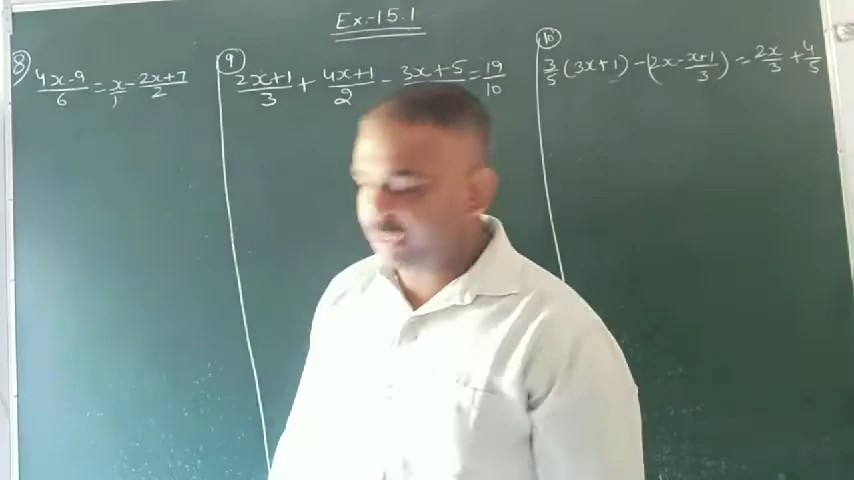 Ex.-15.1
8) 4x-9/6 = x/1 - 2x+7/2
9 2x+1/3 + 4x+1/2 - 3x+5 = 19/10
10 3/5 (3x+1) - (2x - x+1/3) = 2x/3 + 4/5